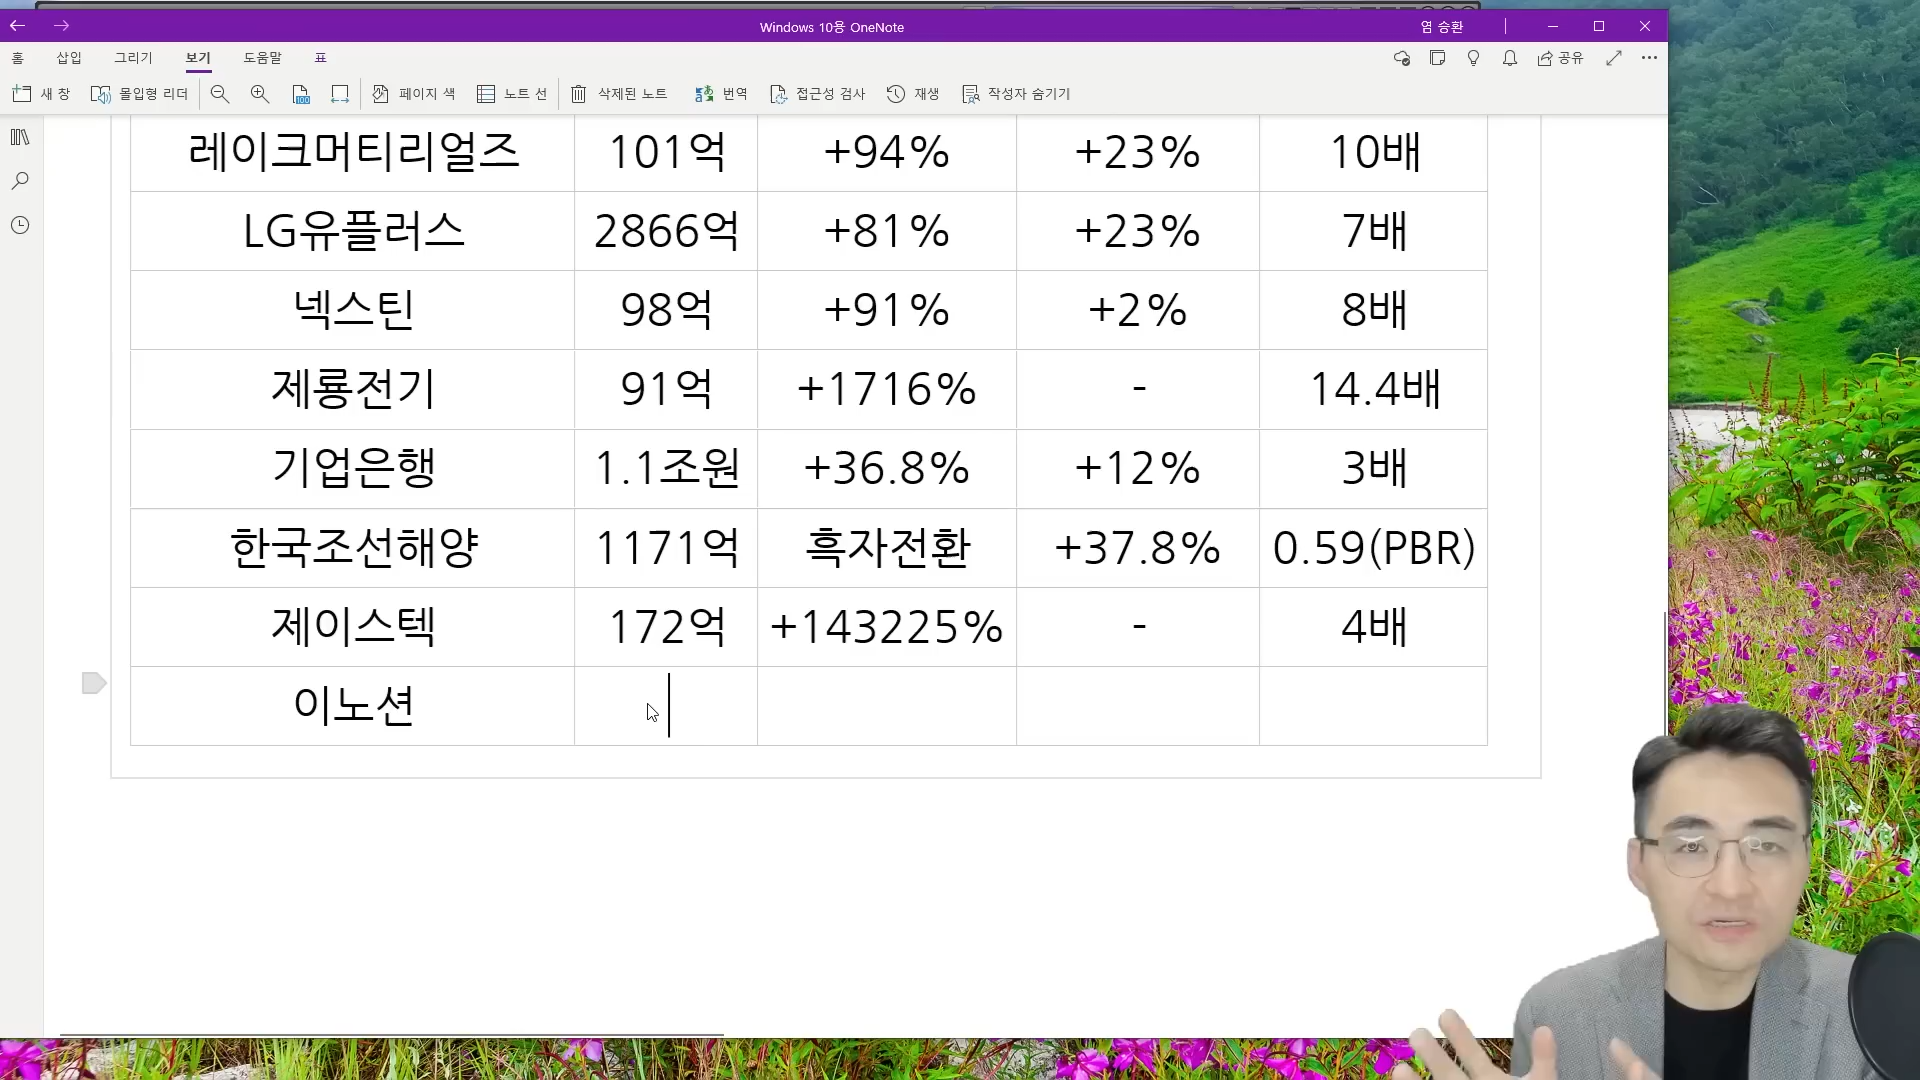 Windows 10용 OneNote
염 승환
홈 삽입 그리기 보기 도움말 표
공유
새 창 몰입형 리더 100 페이지 색 노트 선 삭제된 노트 번역 접근성 검사 재생 작성자 숨기기
레이크머티리얼즈 101억 +94% +23% 10배
LG유플러스 2866억 +81% +23% 7배
넥스틴 98억 +91% +2% 8배
제룡전기 91억 +1716% - 14.4배
기업은행 1.1조원 +36.8% +12% 3배
한국조선해양 1171억 흑자전환 +37.8% 0.59(PBR)
제이스텍 172억 +143225% - 4배
이노션